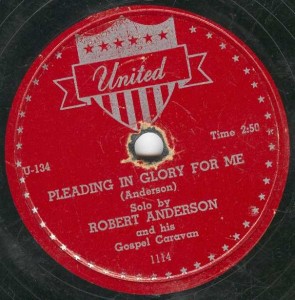 United
Time 2:50
U-134
PLEADING IN GLORY FOR ME
(Anderson)
Solo by
ROBERT ANDERSON
and his
Gospel Caravan
1114